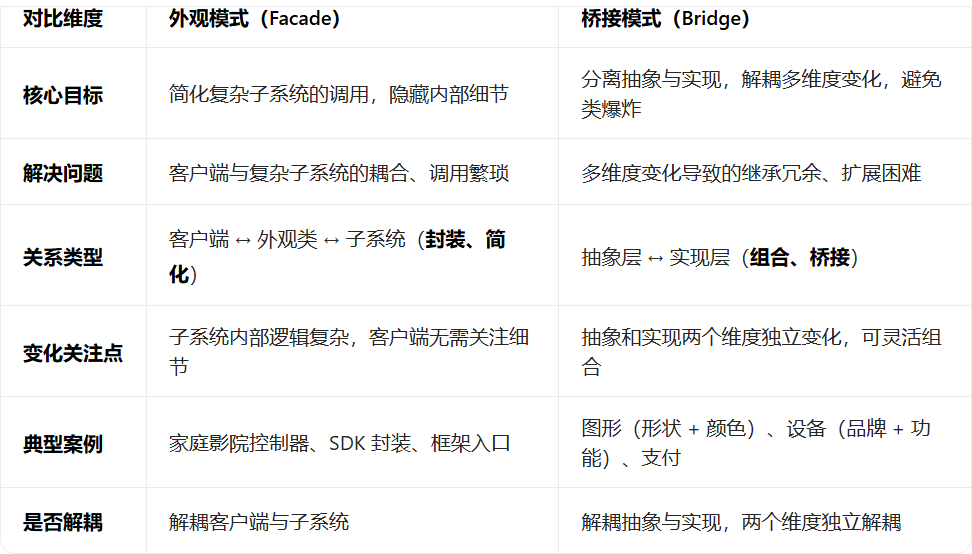 对比维度
外观模式（Facade）
桥接模式（Bridge）
核心目标
简化复杂子系统的调用，隐藏内部细节
分离抽象与实现，解耦多维度变化，避免
类爆炸
解决问题
客户端与复杂子系统的耦合、调用繁琐
多维度变化导致的继承冗余、扩展困难
关系类型
客户端 ↔ 外观类 ↔ 子系统（封装、简
化）
抽象层 ↔ 实现层（组合、桥接）
变化关注点
子系统内部逻辑复杂，客户端无需关注细
节
抽象和实现两个维度独立变化，可灵活组
合
典型案例
家庭影院控制器、SDK 封装、框架入口
图形（形状 + 颜色）、设备（品牌 + 功
能）、支付
是否解耦
解耦客户端与子系统
解耦抽象与实现，两个维度独立解耦